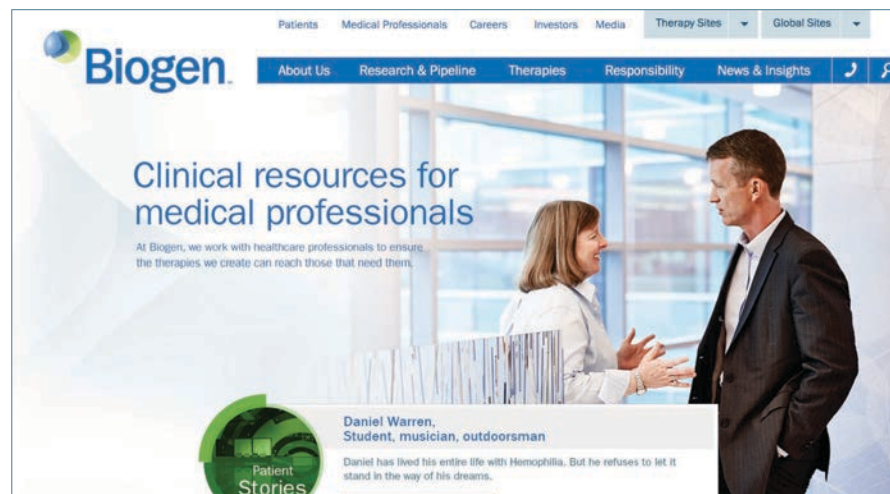 Patients Medical Professionals Careers Investors Media Therapy Sites Global Sites
Biogen™
About Us Research & Pipeline Therapies Responsibility News & Insights
Clinical resources for
medical professionals
At Biogen, we work with healthcare professionals to ensure
the therapies we create can reach those that need them.
Daniel Warren,
Student, musician, outdoorsman
Daniel has lived his entire life with Hemophilia. But he refuses to let it
stand in the way of his dreams.
Patient
Stories